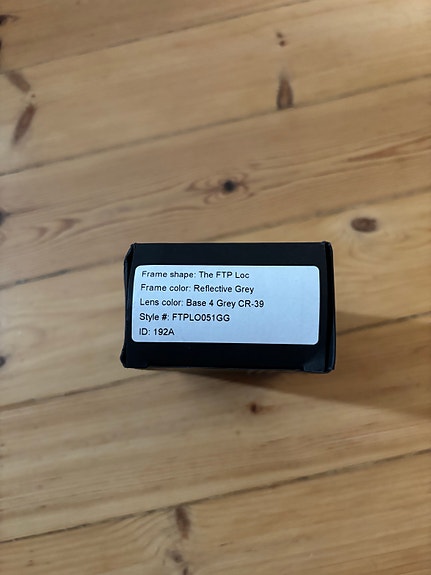 Frame shape: The FTP Loc
Frame color: Reflective Grey
Lens color: Base 4 Grey CR-39
Style #: FTPLO051GG
ID: 192A